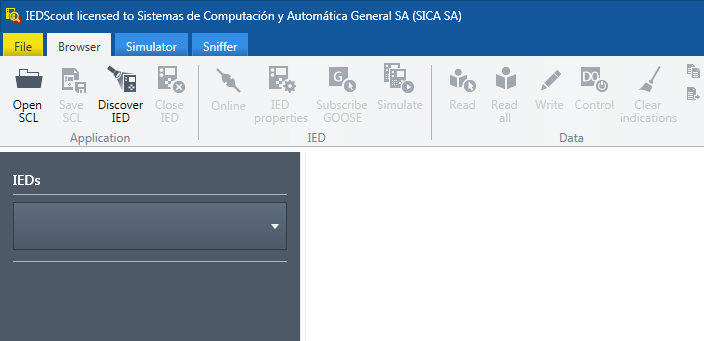 IEDScout licensed to Sistemas de Computación y Automática General SA (SICA SA)
File Browser Simulator Sniffer
Open SCL
Save SCL
Discover IED
Close IED
Online
IED properties
Subscribe GOOSE
Simulate
Read
Read all
Write
Control
Clear indications
Application IED Data
IEDs